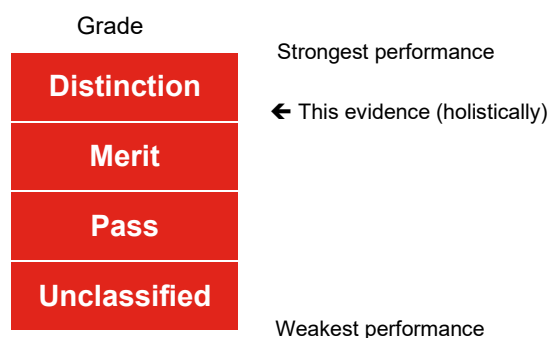 Grade
Strongest performance
Distinction
🡸 This evidence (holistically)
Merit
Pass
Unclassified
Weakest performance